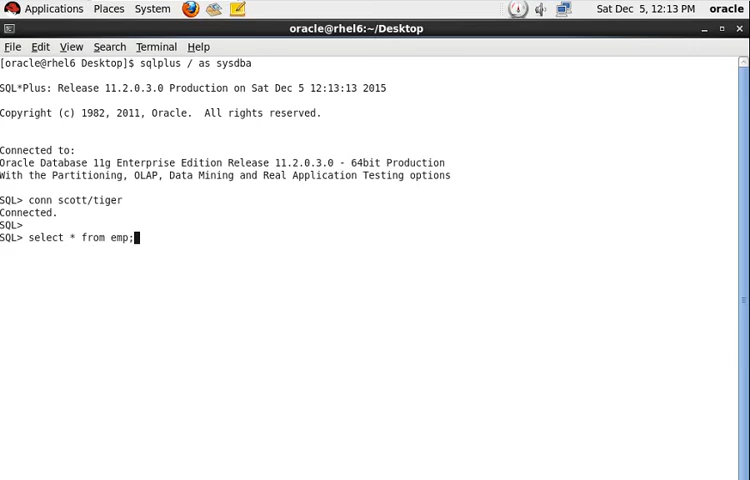 Applications Places System Sat Dec 5, 12:13 PM oracle
oracle@rhel6:~/Desktop
File Edit View Search Terminal Help
[oracle@rhel6 Desktop]$ sqlplus / as sysdba
SQL*Plus: Release 11.2.0.3.0 Production on Sat Dec 5 12:13:13 2015
Copyright (c) 1982, 2011, Oracle.  All rights reserved.
Connected to:
Oracle Database 11g Enterprise Edition Release 11.2.0.3.0 - 64bit Production
With the Partitioning, OLAP, Data Mining and Real Application Testing options
SQL> conn scott/tiger
Connected.
SQL>
SQL> select * from emp;